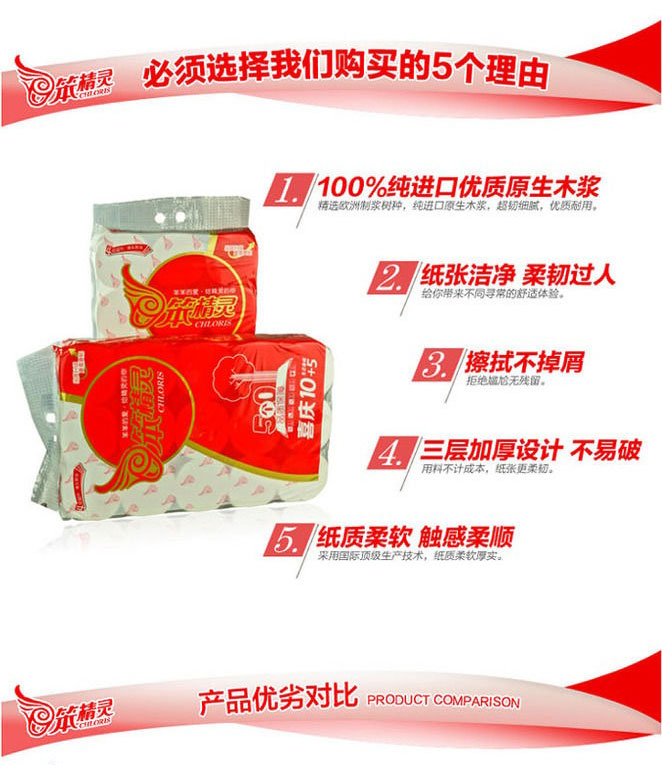 笨精灵
CHLORIS
必须选择我们购买的5个理由
1. 100%纯进口优质原生木浆
精选欧洲制浆树种，纯进口原生木浆，超韧细腻，优质耐用。
2. 纸张洁净 柔韧过人
给你带来不同寻常的舒适体验。
3. 擦拭不掉屑
拒绝尴尬无残留。
4. 三层加厚设计 不易破
用料不计成本，纸张更柔韧。
5. 纸质柔软 触感柔顺
采用国际顶级生产技术，纸质柔软厚实。
笨精灵
CHLORIS
笨精灵
CHLORIS
喜庆10+5
笨精灵
CHLORIS
产品优劣对比 PRODUCT COMPARISON